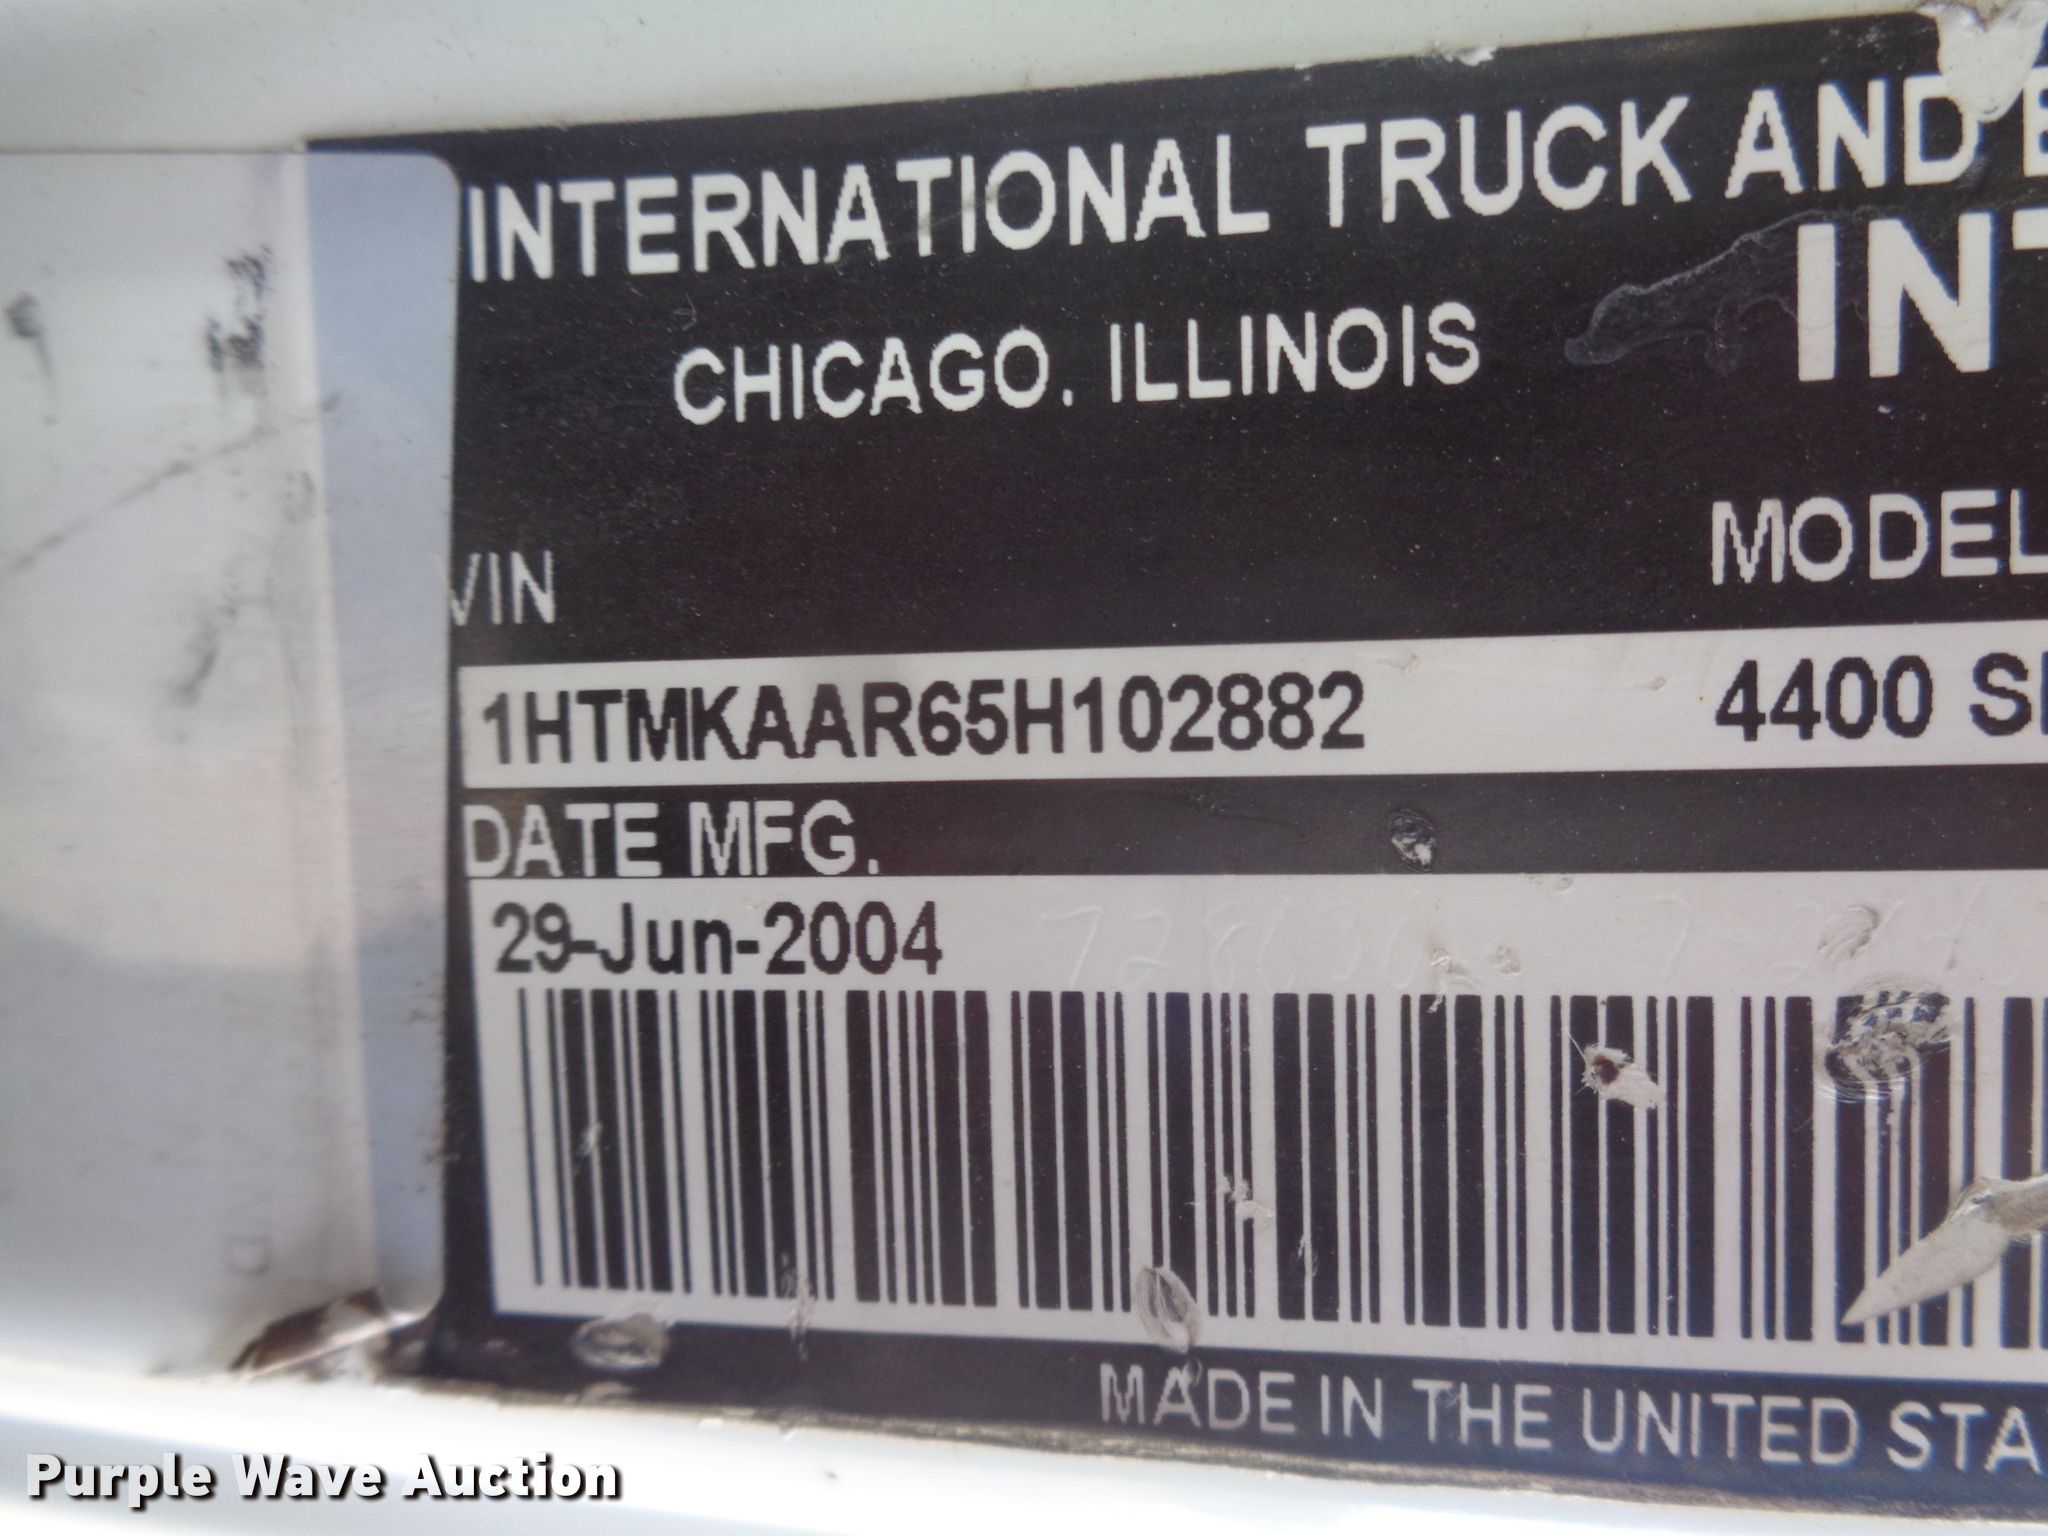 INTERNATIONAL TRUCK AND
CHICAGO, ILLINOIS
VIN
MODEL
1HTMKAAR65H102882
4400
DATE MFG.
29-Jun-2004
MADE IN THE UNITED STA
Purple Wave Auction